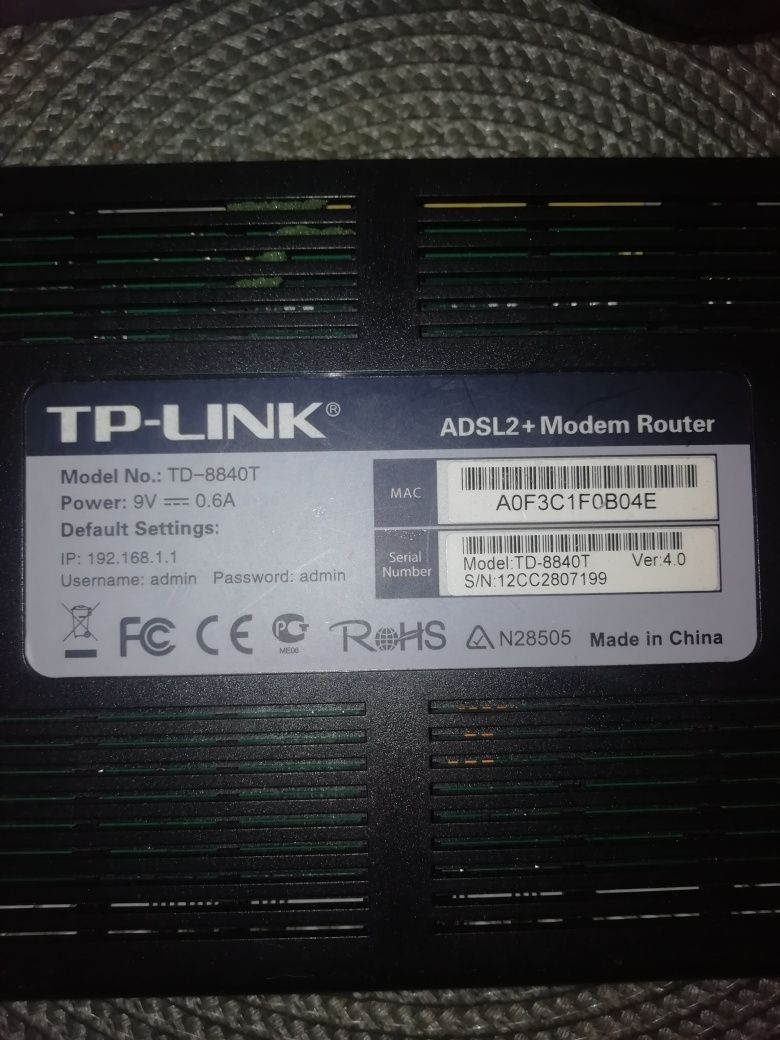 TP-LINK®
ADSL2+ Modem Router
Model No.: TD-8840T
Power: 9V ⎓ 0.6A
Default Settings:
IP: 192.168.1.1
Username: admin Password: admin
MAC
A0F3C1F0B04E
Serial
Number
Model:TD-8840T Ver:4.0
S/N:12CC2807199
FC CE PG RoHS N28505 Made in China
ME06